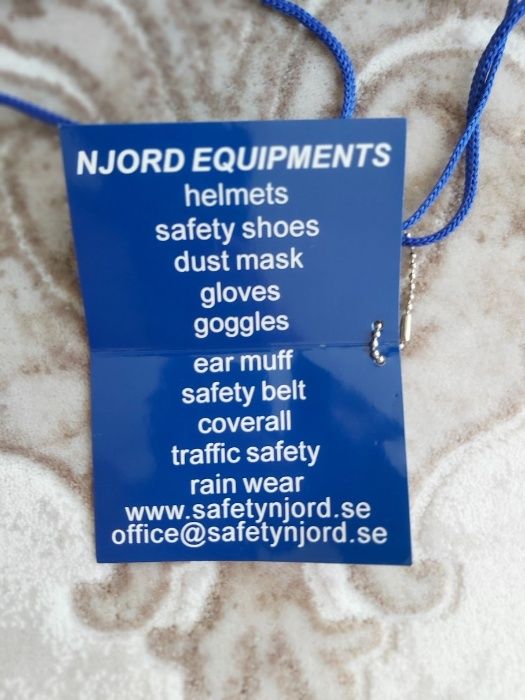 NJORD EQUIPMENTS
helmets
safety shoes
dust mask
gloves
goggles
ear muff
safety belt
coverall
traffic safety
rain wear
www.safetynjord.se
office@safetynjord.se